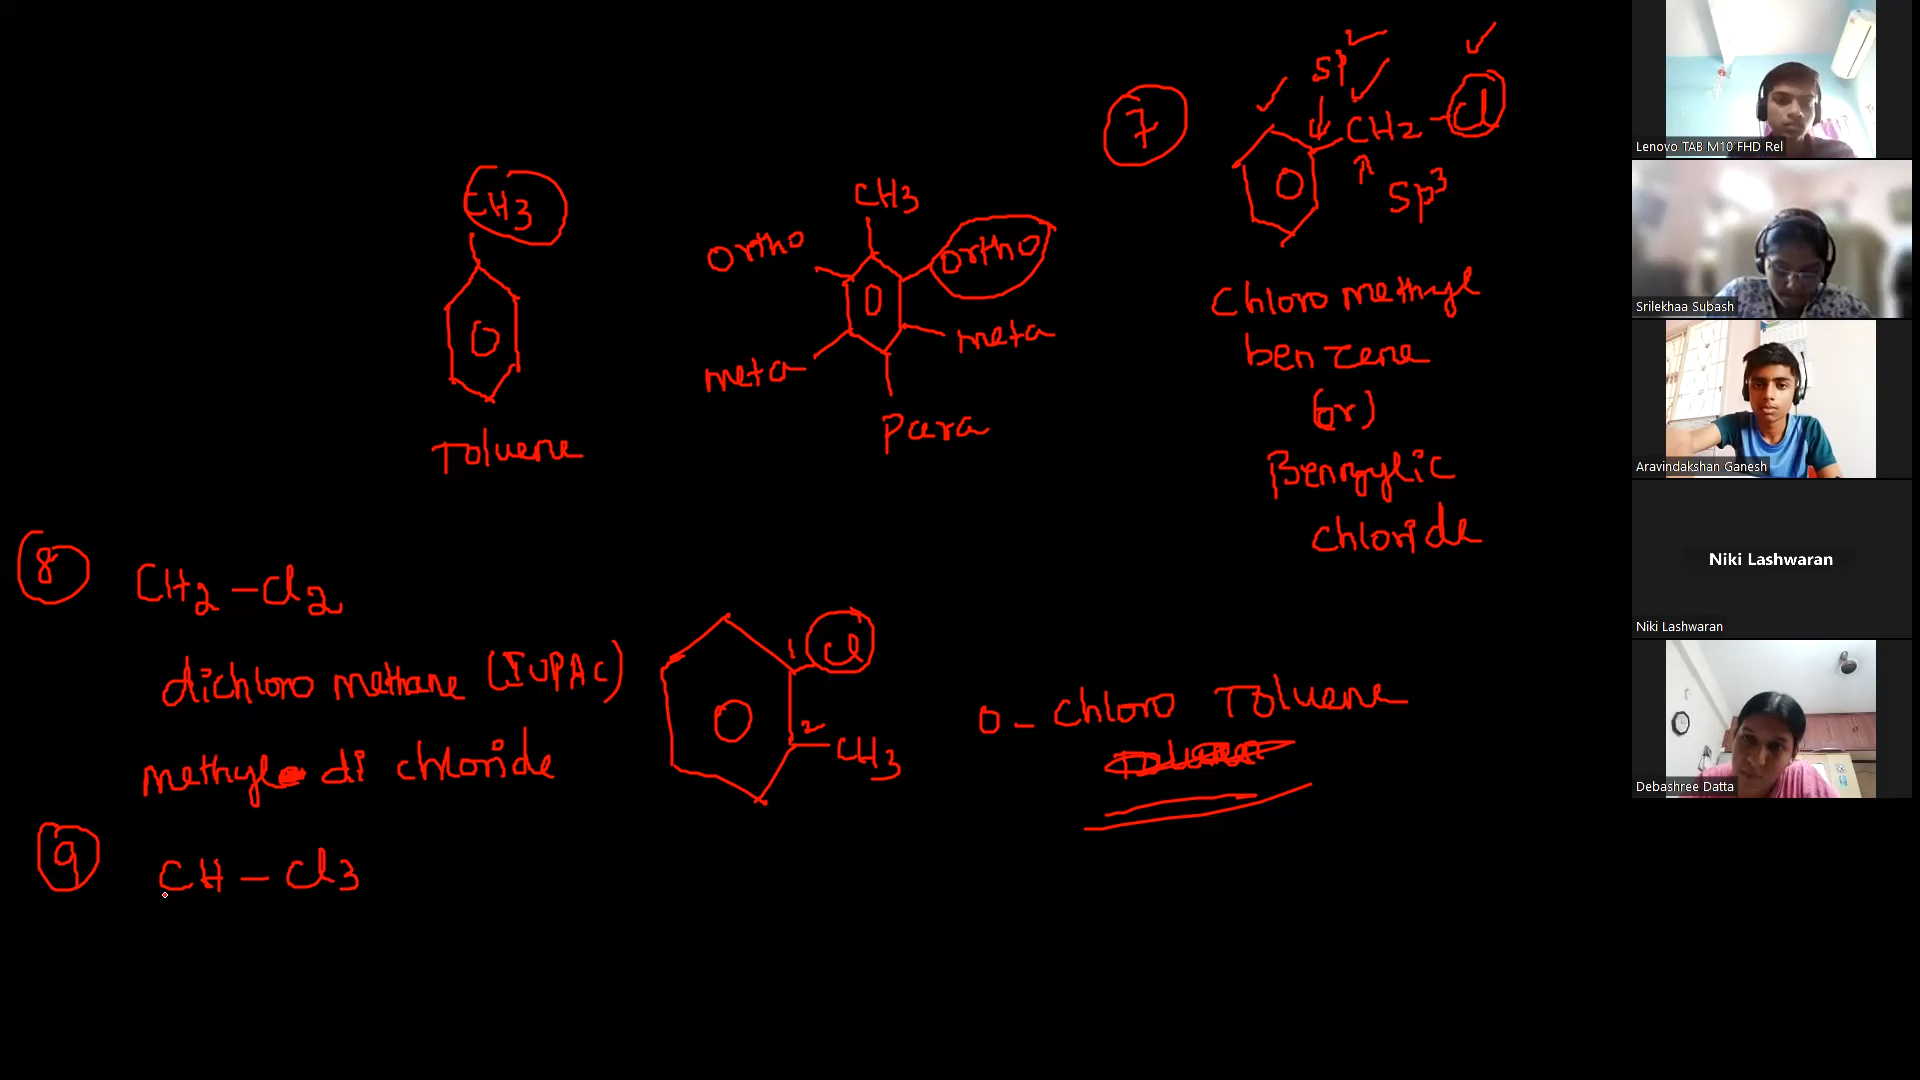 CH3
Toluene
CH3
Ortho
Ortho
meta
meta
Para
7
Sp2
CH2 - Cl
Sp3
Chloro methyl
benzene
(or)
Benzylic
chloride
8
CH2 - Cl2
dichloro methane (IUPAC)
methyl di chloride
1
Cl
2
CH3
O - Chloro Toluene
9
CH - Cl3
Lenovo TAB M10 FHD Rel
Srilekhaa Subash
Aravindakshan Ganesh
Niki Lashwaran
Niki Lashwaran
Debashree Datta